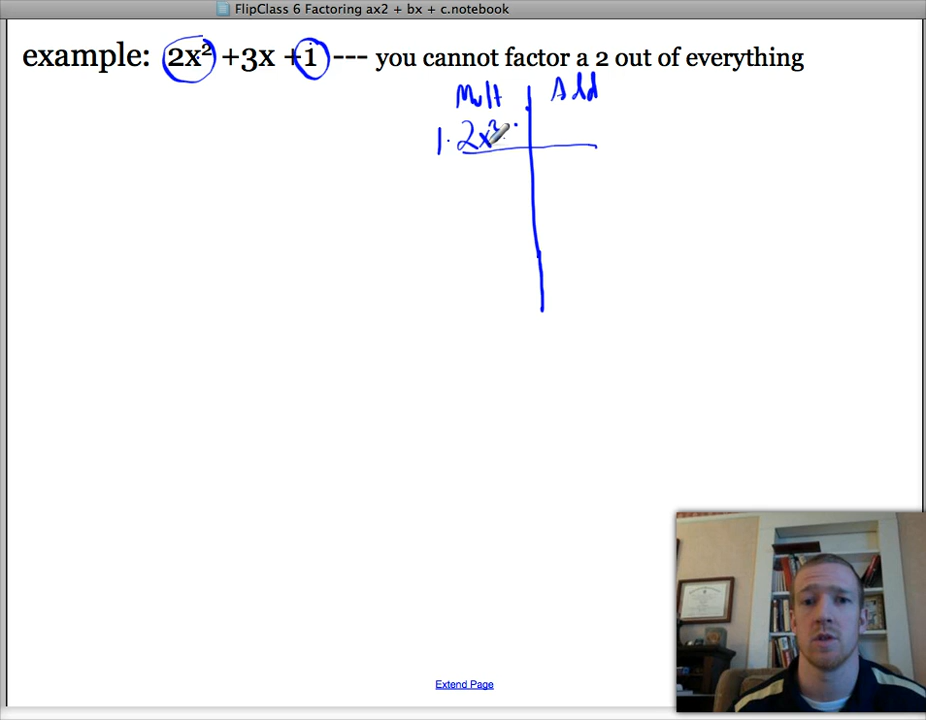 FlipClass 6 Factoring ax2 + bx + c.notebook
example: 2x² +3x +1 --- you cannot factor a 2 out of everything
Mult Add
1·2x²
Extend Page